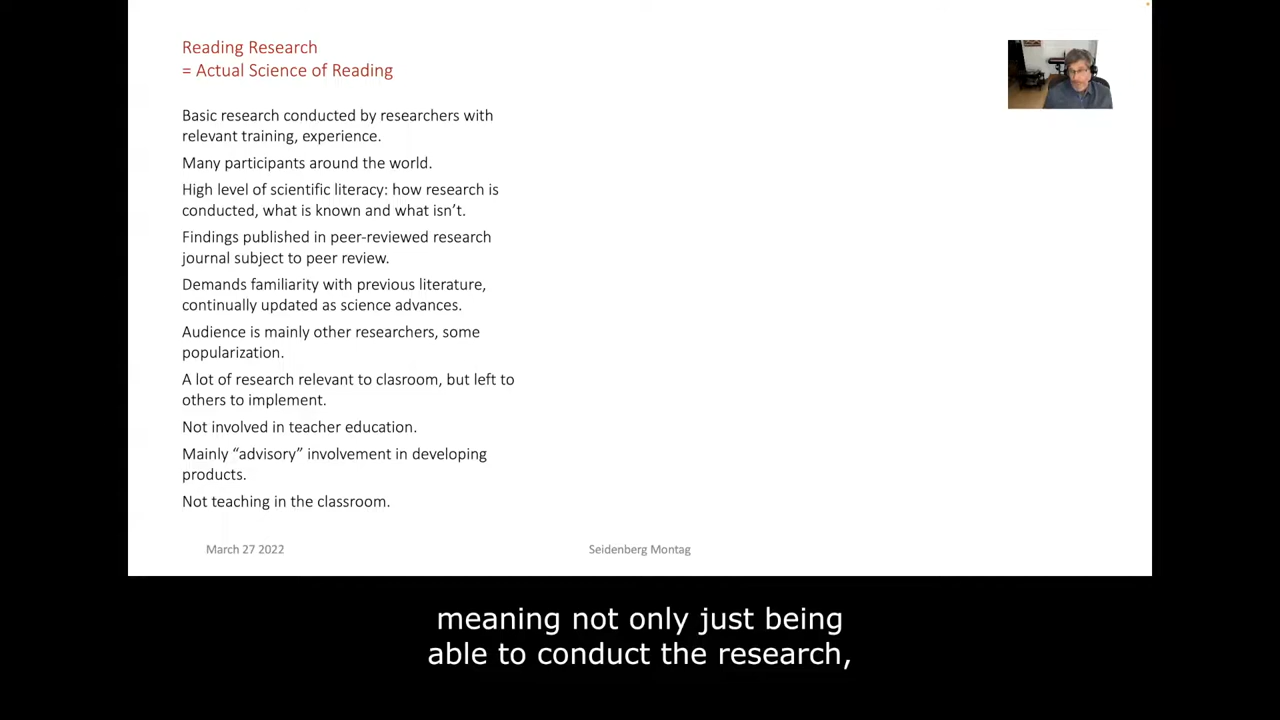 Reading Research
= Actual Science of Reading
Basic research conducted by researchers with
relevant training, experience.
Many participants around the world.
High level of scientific literacy: how research is
conducted, what is known and what isn’t.
Findings published in peer-reviewed research
journal subject to peer review.
Demands familiarity with previous literature,
continually updated as science advances.
Audience is mainly other researchers, some
popularization.
A lot of research relevant to clasroom, but left to
others to implement.
Not involved in teacher education.
Mainly “advisory” involvement in developing
products.
Not teaching in the classroom.
March 27 2022
Seidenberg Montag
meaning not only just being
able to conduct the research,